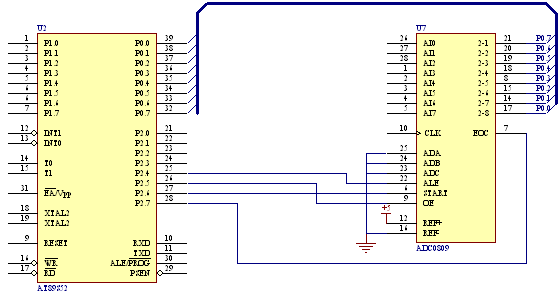 U2
1 P1.0 P0.0 39
2 P1.1 P0.1 38
3 P1.2 P0.2 37
4 P1.3 P0.3 36
5 P1.4 P0.4 35
6 P1.5 P0.5 34
7 P1.6 P0.6 33
8 P1.7 P0.7 32
12 INT1 P2.0 21
13 INT0 P2.1 22
P2.2 23
14 T0 P2.3 24
15 T1 P2.4 25
P2.5 26
31 EA/Vpp P2.6 27
P2.7 28
18 XTAL2
19 XTAL2
9 RESET RXD 10
TXD 11
16 WR ALE/PROG 30
17 RD PSEN 29
AT89S52
U7
26 AI0 2-1 21 P0.7
27 AI1 2-2 20 P0.6
28 AI2 2-3 19 P0.5
1 AI3 2-4 18 P0.4
2 AI4 2-5 8 P0.3
3 AI5 2-6 15 P0.2
4 AI6 2-7 14 P0.1
5 AI7 2-8 17 P0.0
10 CLK EOC 7
25 ADA
24 ADB
23 ADC
22 ALE
6 START
9 OE
+5
12 REF+
16 REF-
ADC0809